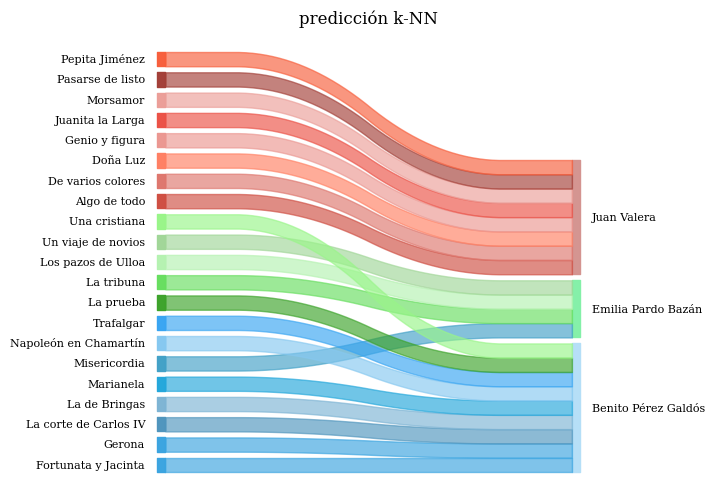 predicción k-NN
Pepita Jiménez
Pasarse de listo
Morsamor
Juanita la Larga
Genio y figura
Doña Luz
De varios colores
Algo de todo
Una cristiana
Un viaje de novios
Los pazos de Ulloa
La tribuna
La prueba
Trafalgar
Napoleón en Chamartín
Misericordia
Marianela
La de Bringas
La corte de Carlos IV
Gerona
Fortunata y Jacinta
Juan Valera
Emilia Pardo Bazán
Benito Pérez Galdós